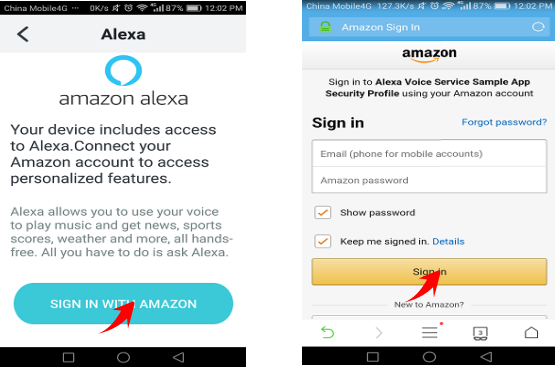 China Mobile4G ··· 0K/s 4G 87% 12:02 PM
Alexa
amazon alexa
Your device includes access
to Alexa.Connect your
Amazon account to access
personalized features.
Alexa allows you to use your voice
to play music and get news, sports
scores, weather and more, all hands-
free. All you have to do is ask Alexa.
SIGN IN WITH AMAZON
China Mobile4G 127.3K/s 4G 87% 12:02 PM
Amazon Sign In
amazon
Sign in to Alexa Voice Service Sample App
Security Profile using your Amazon account
Sign in Forgot password?
Email (phone for mobile accounts)
Amazon password
Show password
Keep me signed in. Details
Sign in
New to Amazon?
3